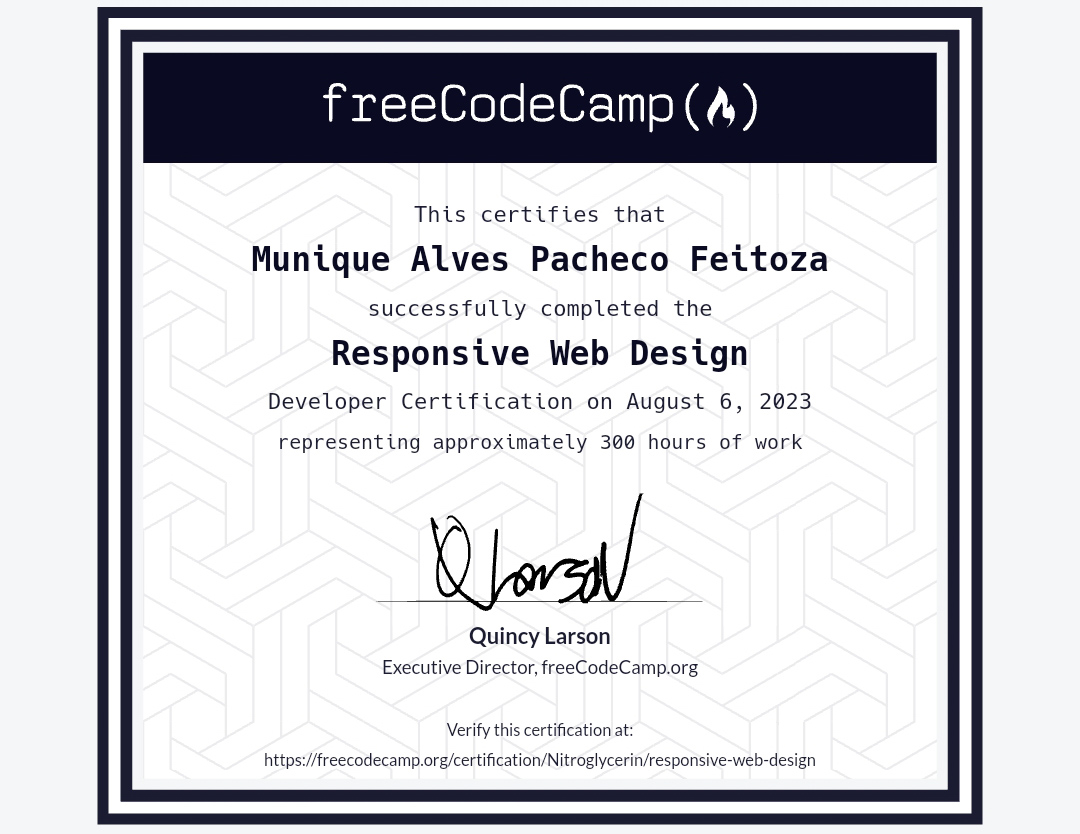 freeCodeCamp
This certifies that
Munique Alves Pacheco Feitoza
successfully completed the
Responsive Web Design
Developer Certification on August 6, 2023
representing approximately 300 hours of work
Q Larson
Quincy Larson
Executive Director, freeCodeCamp.org
Verify this certification at:
https://freecodecamp.org/certification/Nitroglycerin/responsive-web-design